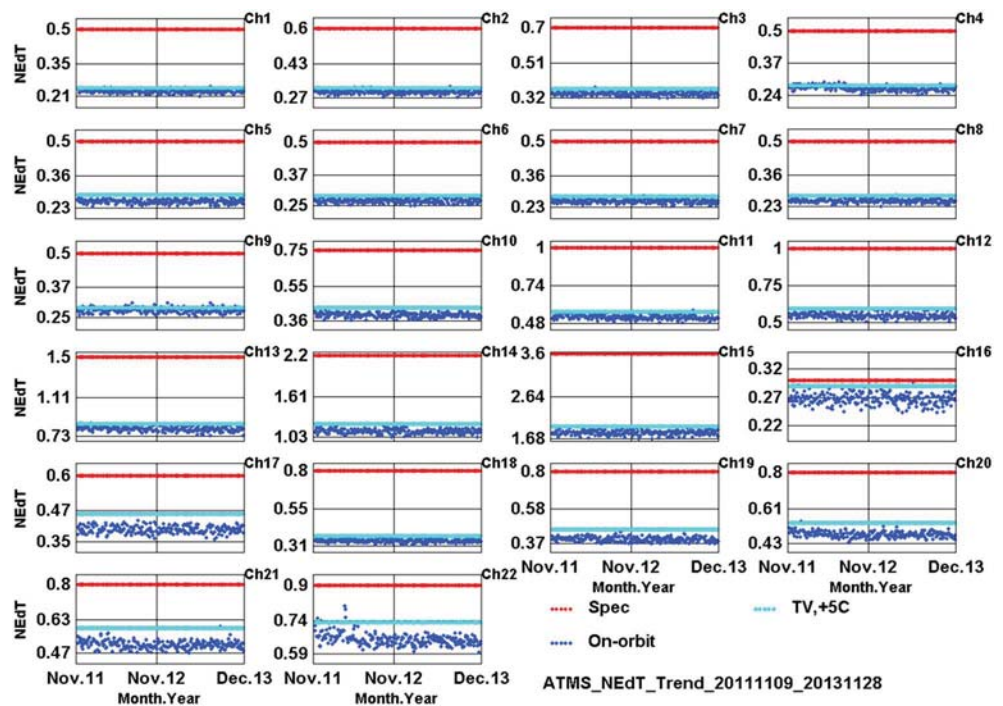 Ch1 Ch2 Ch3 Ch4
0.5 0.6 0.7 0.5
NEdT 0.35 0.43 0.51 0.37
0.21 0.27 0.32 0.24
Ch5 Ch6 Ch7 Ch8
0.5 0.5 0.5 0.5
NEdT 0.36 0.37 0.36 0.36
0.23 0.25 0.23 0.23
Ch9 Ch10 Ch11 Ch12
0.5 0.75 1 1
NEdT 0.37 0.55 0.74 0.75
0.25 0.36 0.48 0.5
Ch13 Ch14 Ch15 Ch16
1.5 2.2 3.6 0.32
NEdT 1.11 1.61 2.64 0.27
0.73 1.03 1.68 0.22
Ch17 Ch18 Ch19 Ch20
0.6 0.8 0.8 0.8
NEdT 0.47 0.55 0.58 0.61
0.35 0.31 0.37 0.43
Nov.11 Nov.12 Dec.13 Nov.11 Nov.12 Dec.13
Month.Year Month.Year
Ch21 Ch22
0.8 0.9
NEdT 0.63 0.74
0.47 0.59
Nov.11 Nov.12 Dec.13 Nov.11 Nov.12 Dec.13
Month.Year Month.Year
Spec TV,+5C
On-orbit
ATMS_NEdT_Trend_20111109_20131128